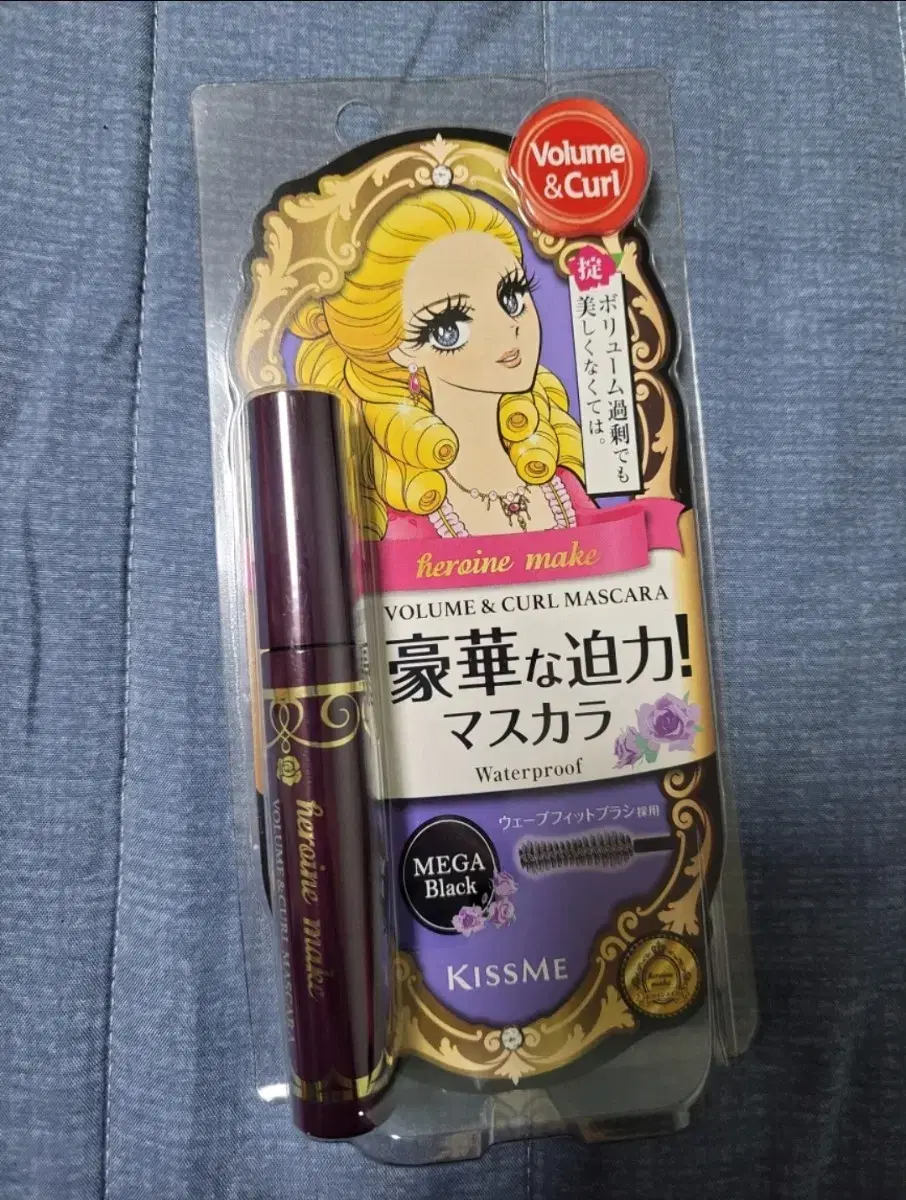 Volume
&Curl
掟
ボリューム過剰でも
美しくなくては。
heroine make
VOLUME & CURL MASCARA
豪華な迫力!
マスカラ
Waterproof
ウェーブフィットブラシ採用
MEGA
Black
KISSME
heroine
make
heroine make
VOLUME & CURL MASCARA